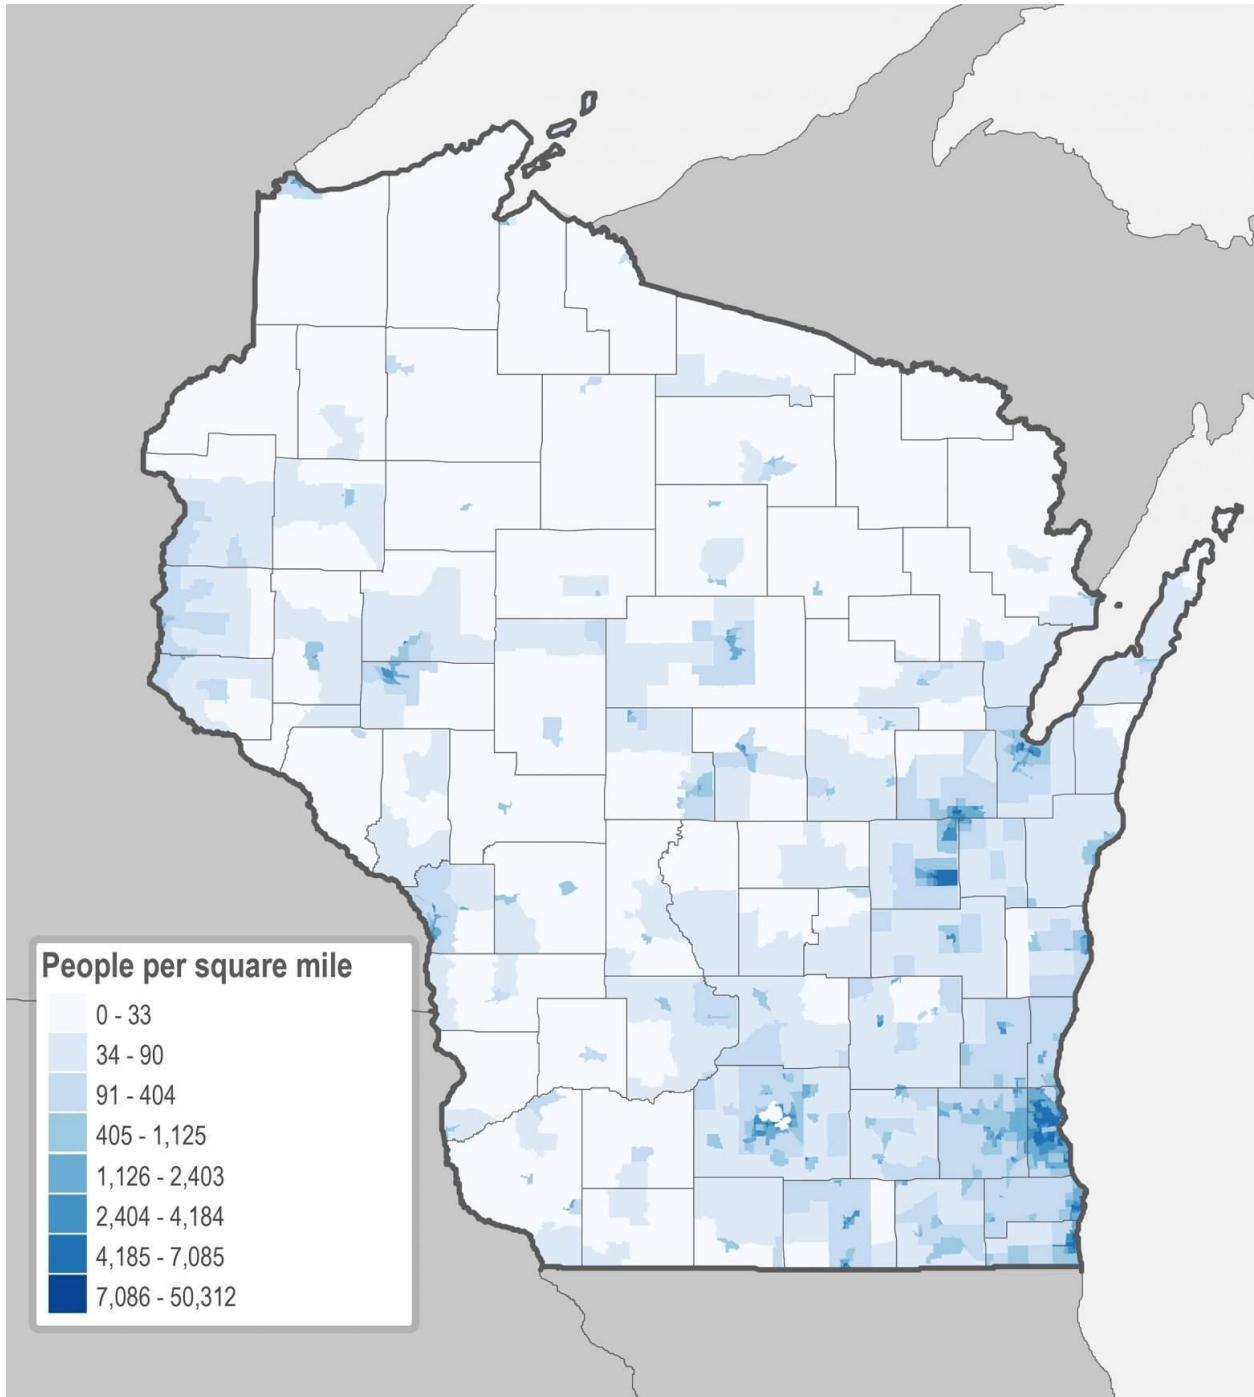 People per square mile
0 - 33
34 - 90
91 - 404
405 - 1,125
1,126 - 2,403
2,404 - 4,184
4,185 - 7,085
7,086 - 50,312